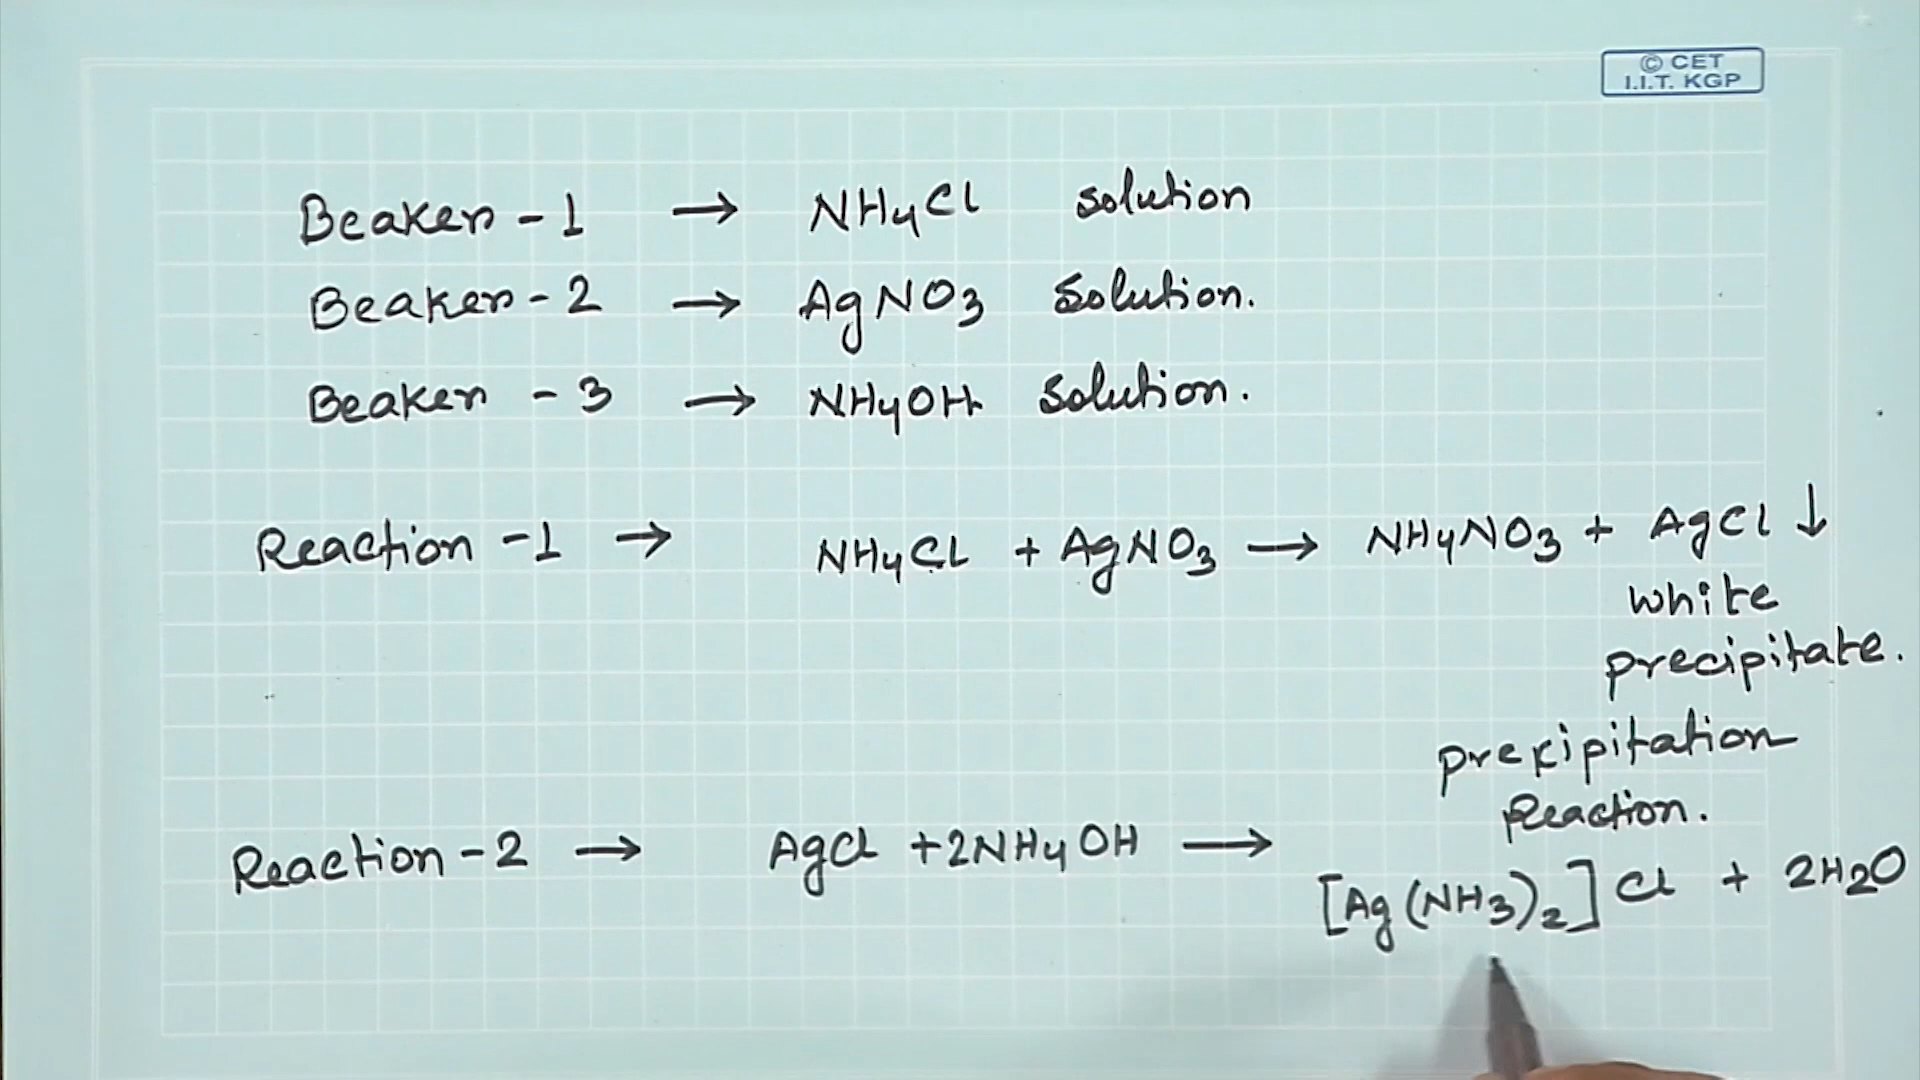 © CET
I.I.T. KGP
Beaker - 1 → NH4Cl solution
Beaker - 2 → AgNO3 Solution.
Beaker - 3 → NH4OH Solution.
Reaction - 1 → NH4Cl + AgNO3 → NH4NO3 + AgCl ↓
white
precipitate.
precipitation
Reaction.
Reaction - 2 → AgCl + 2NH4OH →
[Ag(NH3)2]Cl + 2H2O